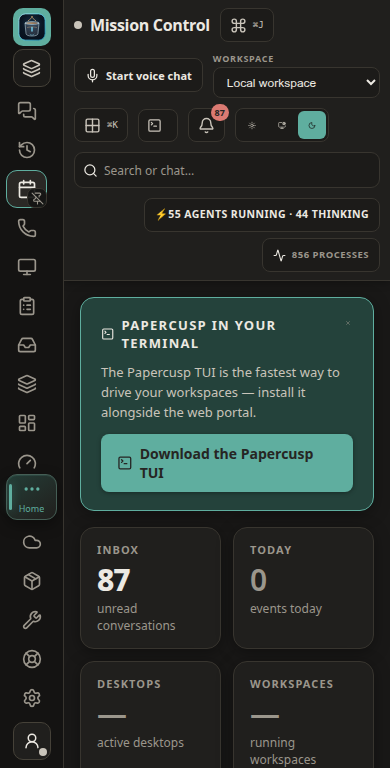 Mission Control
⌘J
Start voice chat
WORKSPACE
Local workspace
⌘K
87
Search or chat...
⚡55 AGENTS RUNNING · 44 THINKING
856 PROCESSES
PAPERCUSP IN YOUR
TERMINAL
×
The Papercusp TUI is the fastest way to
drive your workspaces — install it
alongside the web portal.
Download the Papercusp
TUI
INBOX
87
unread
conversations
TODAY
0
events today
DESKTOPS
—
active desktops
WORKSPACES
—
running
workspaces
Home